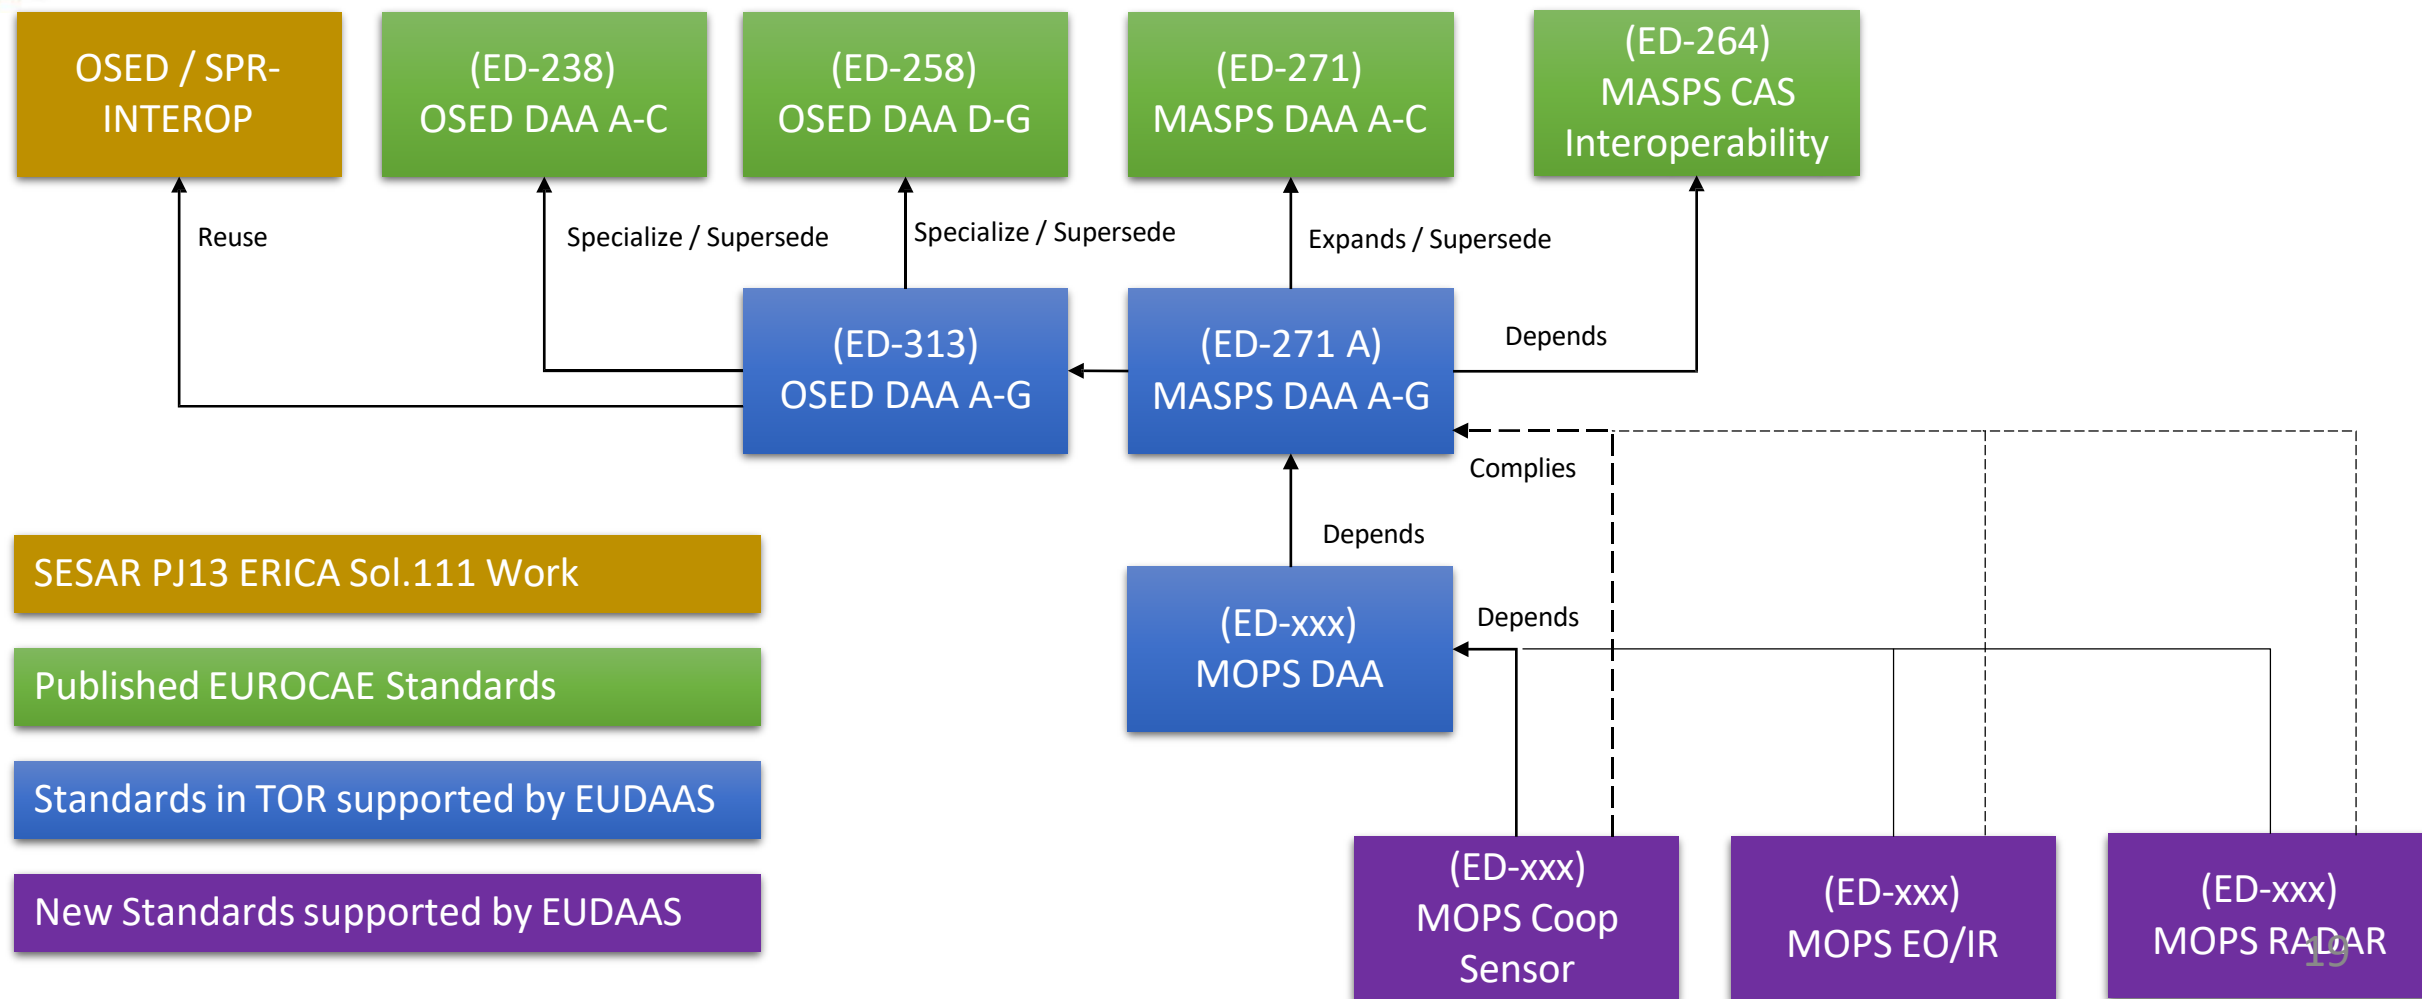 OSED / SPR-
INTEROP
(ED-238)
OSED DAA A-C
(ED-258)
OSED DAA D-G
(ED-271)
MASPS DAA A-C
(ED-264)
MASPS CAS
Interoperability
Reuse
Specialize / Supersede
Specialize / Supersede
Expands / Supersede
(ED-313)
OSED DAA A-G
(ED-271 A)
MASPS DAA A-G
Depends
Complies
Depends
(ED-xxx)
MOPS DAA
Depends
SESAR PJ13 ERICA Sol.111 Work
Published EUROCAE Standards
Standards in TOR supported by EUDAAS
New Standards supported by EUDAAS
(ED-xxx)
MOPS Coop
Sensor
(ED-xxx)
MOPS EO/IR
(ED-xxx)
MOPS RADAR
19